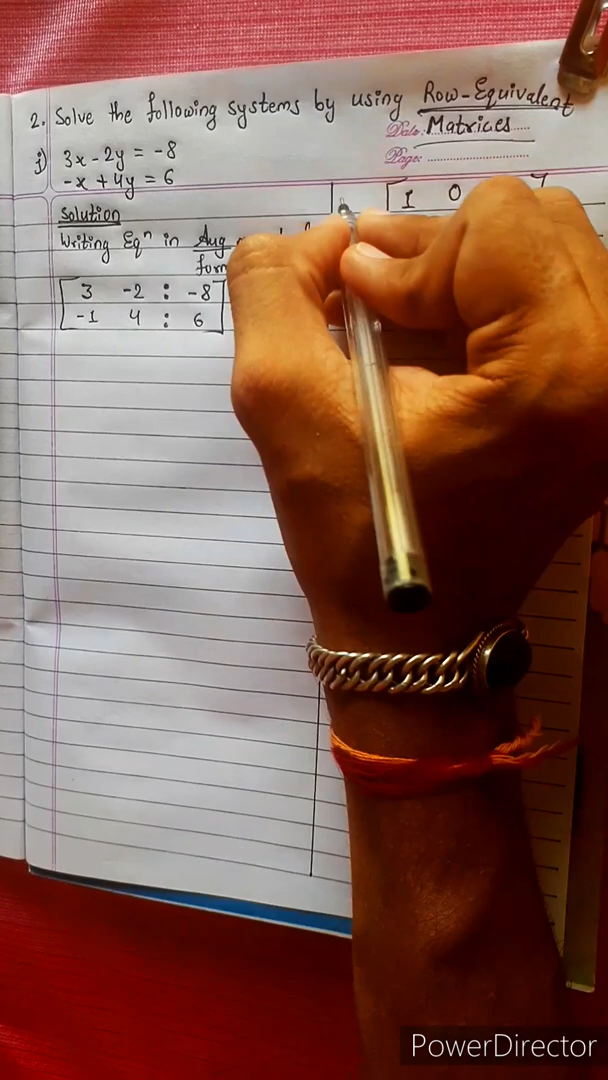 2. Solve the following systems by using Row-Equivalent
Date: Matrices
Page:
i) 3x - 2y = -8
-x + 4y = 6
Solution
Writing Eqⁿ in Aug
form
3 -2 : -8
-1 4 : 6
1 0
PowerDirector